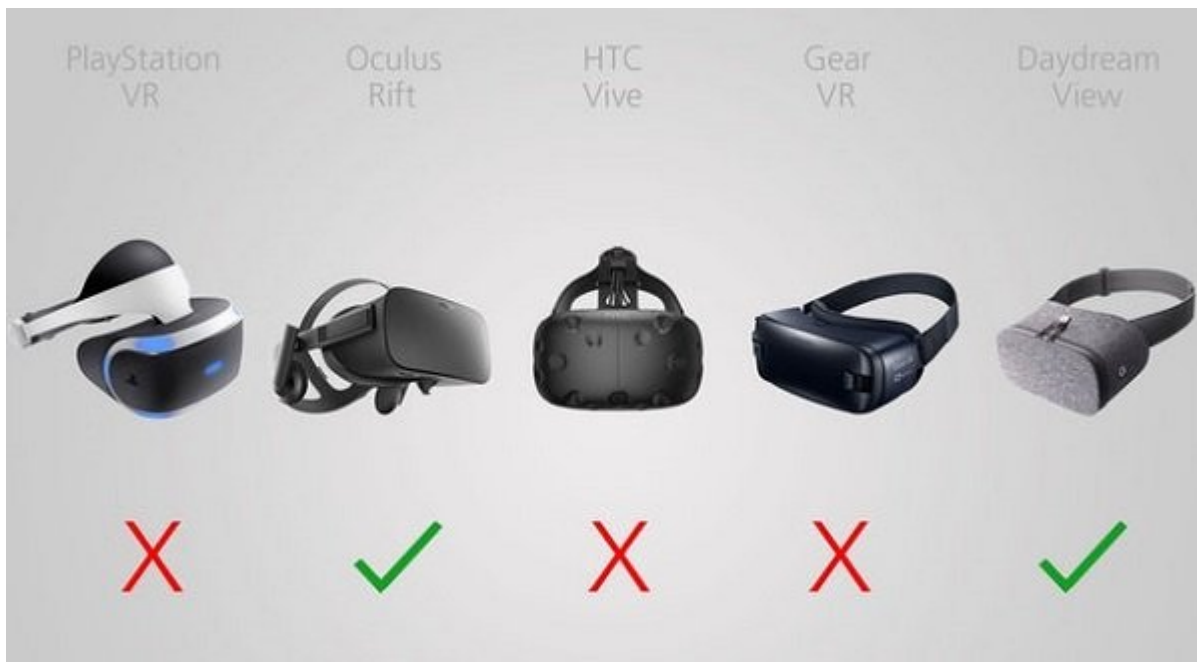 PlayStation
VR
Oculus
Rift
HTC
Vive
Gear
VR
Daydream
View